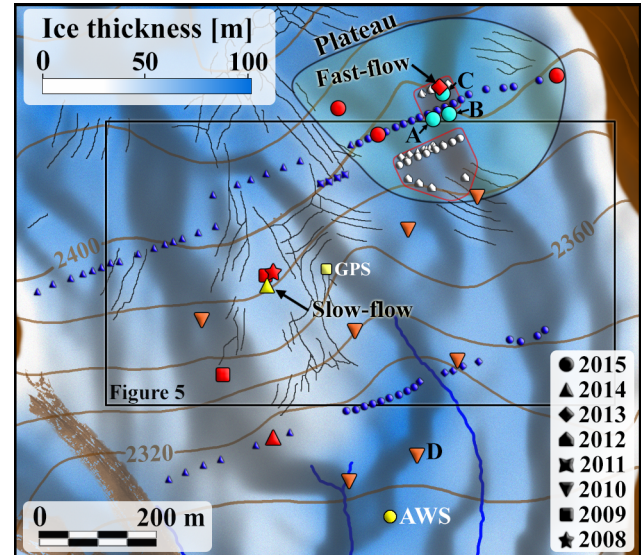 Ice thickness [m]
0 50 100
Plateau
Fast-flow
C
B
A
2400
2360
GPS
Slow-flow
Figure 5
2320
D
AWS
0 200 m
2015
2014
2013
2012
2011
2010
2009
2008